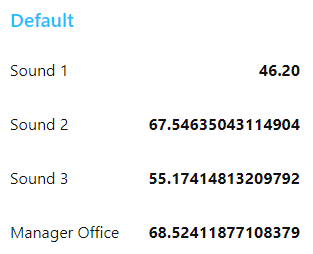 Default
Sound 1 46.20
Sound 2 67.54635043114904
Sound 3 55.17414813209792
Manager Office 68.52411877108379